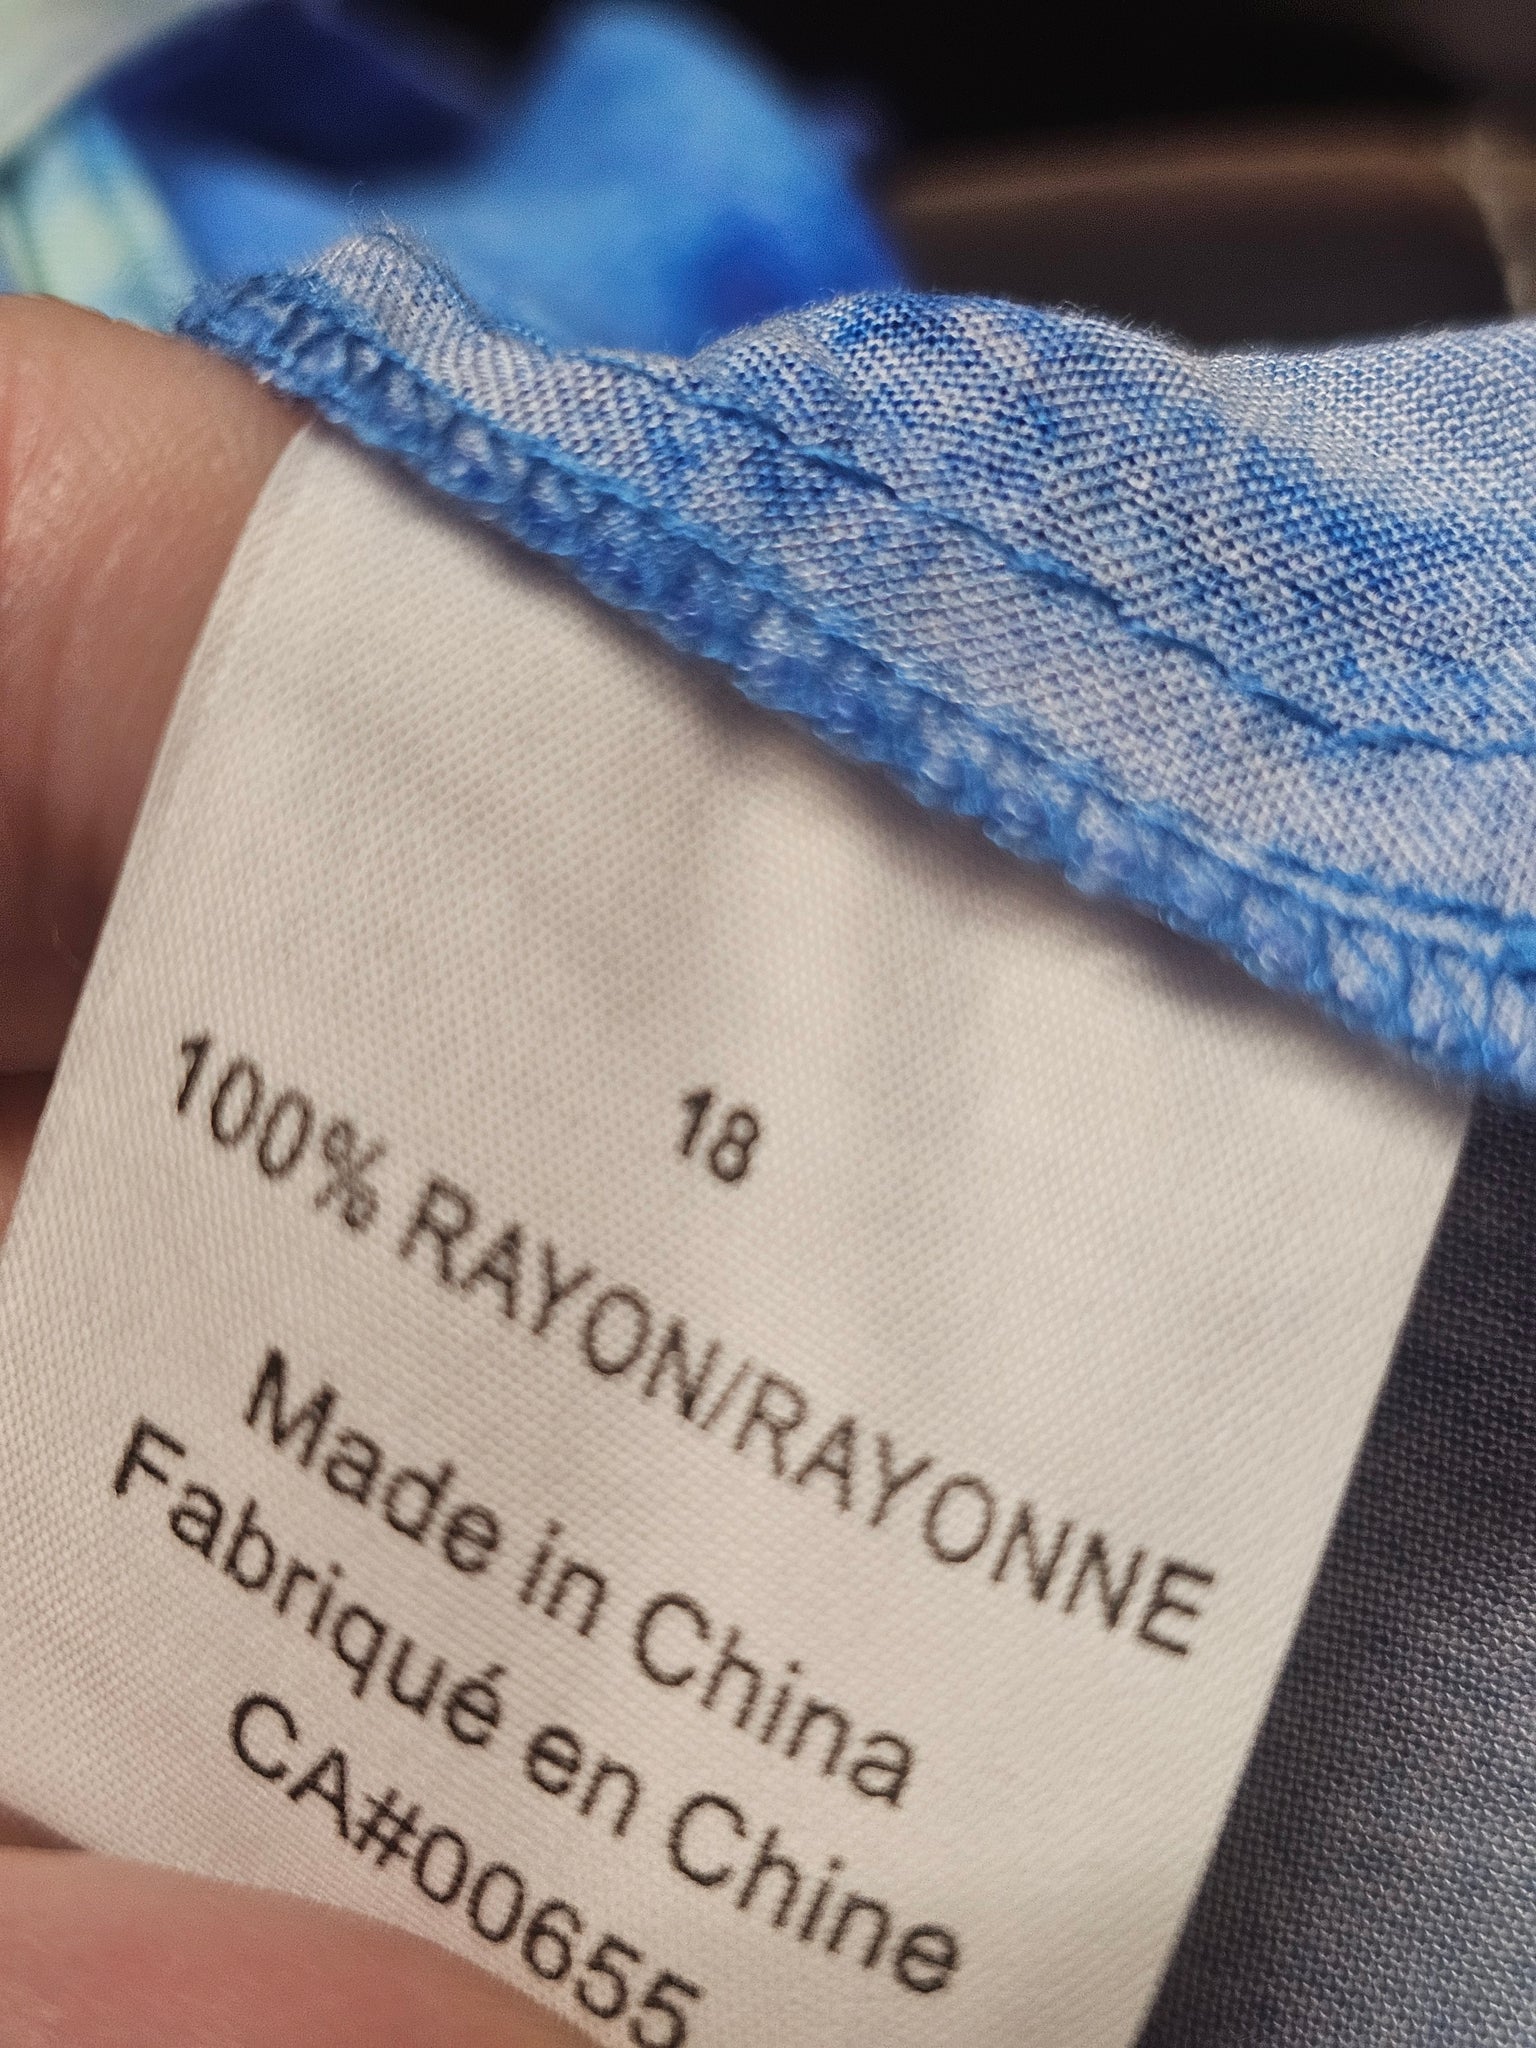 18
100% RAYON/RAYONNE
Made in China
Fabriqué en Chine
CA#00655